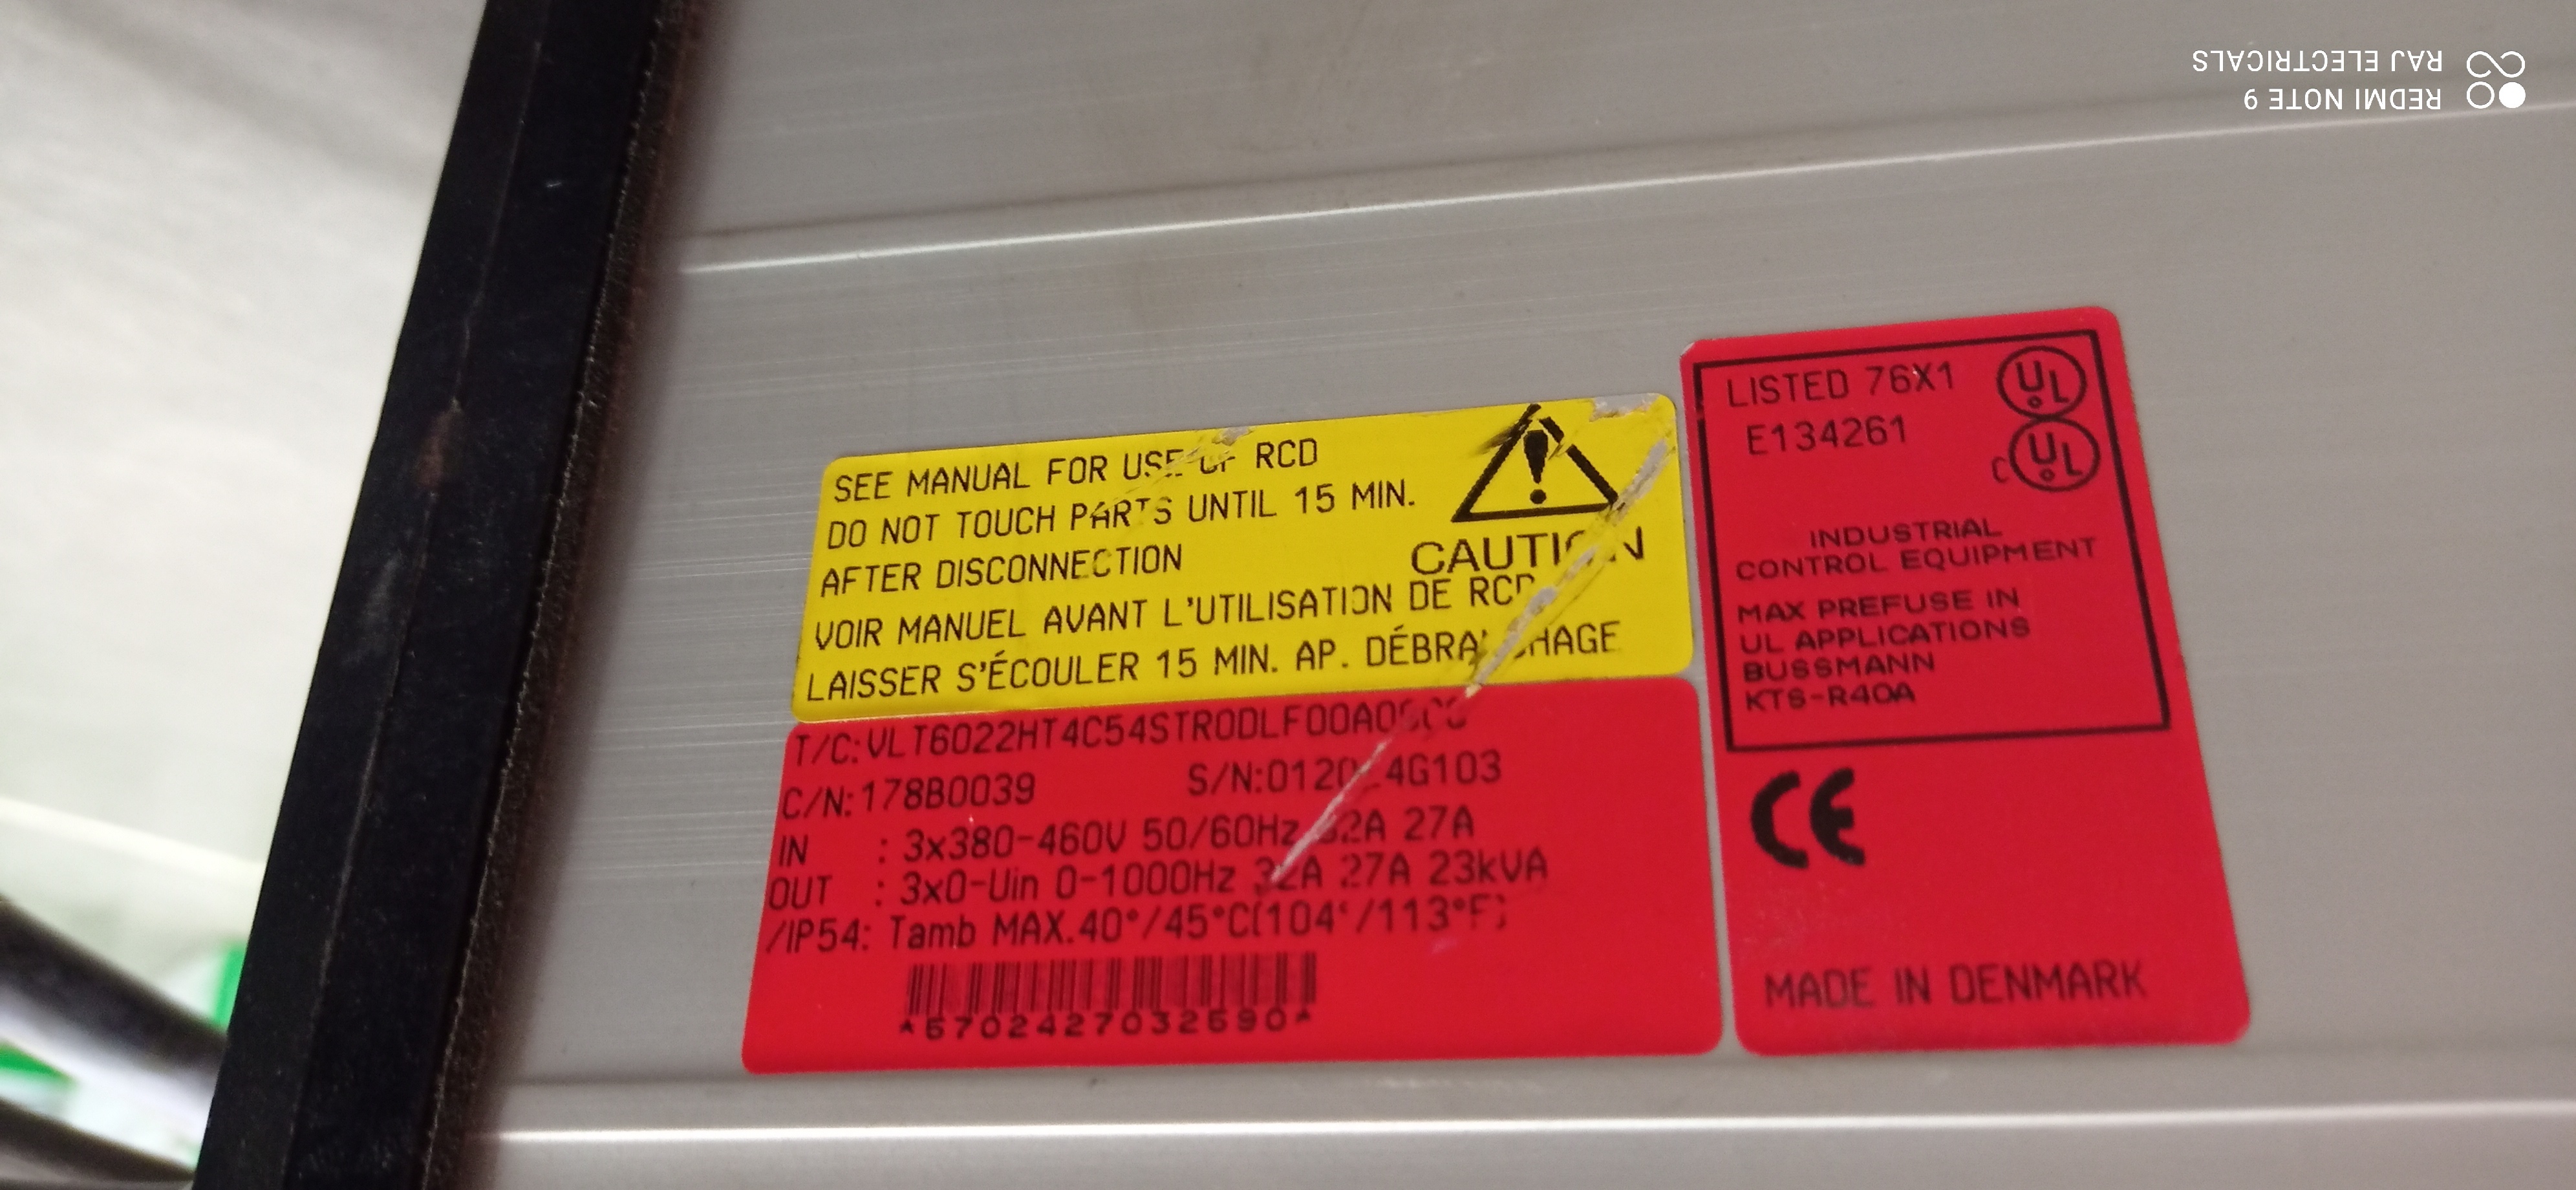 SEE MANUAL FOR USE OF RCD
DO NOT TOUCH PARTS UNTIL 15 MIN.
AFTER DISCONNECTION
CAUTION
VOIR MANUEL AVANT L'UTILISATION DE RCD
LAISSER S'ÉCOULER 15 MIN. AP. DÉBRANCHAGE
T/C:
C/N:178B0039
IN : 3x380-460V 50/60Hz 32A 27A
OUT : 3x0-Uin 0-1000Hz 32A 27A 23kVA
/IP54: Tamb MAX.40°/45°C(104°/113°F)
LISTED 76X1
E134261
UL
C UL
INDUSTRIAL
CONTROL EQUIPMENT
MAX PREFUSE IN
UL APPLICATIONS
BUSSMANN
KTS-R40A
CE
MADE IN DENMARK
REDMI NOTE 9
RAJ ELECTRICALS